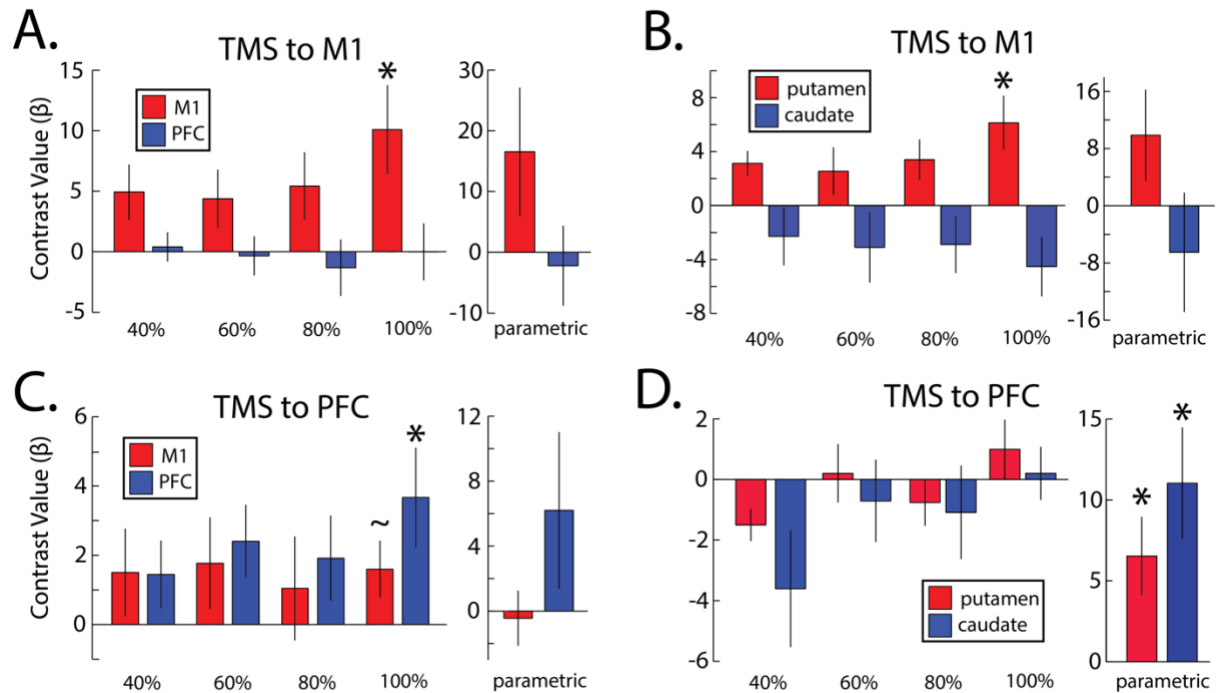 A.
TMS to M1
*
M1
PFC
Contrast Value (β)
15
10
5
0
-5
40% 60% 80% 100%
30
20
10
0
-10
parametric
B.
TMS to M1
*
putamen
caudate
8
4
0
-4
-8
40% 60% 80% 100%
16
8
0
-8
-16
parametric
C.
TMS to PFC
M1
PFC
~ *
Contrast Value (β)
6
4
2
0
40% 60% 80% 100%
12
8
4
0
parametric
D.
TMS to PFC
2
0
-2
-4
-6
putamen
caudate
40% 60% 80% 100%
15
10
5
0
* *
parametric